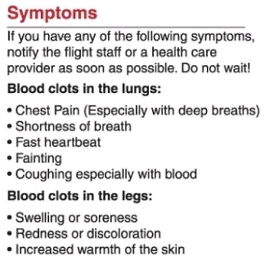 Symptoms
If you have any of the following symptoms,
notify the flight staff or a health care
provider as soon as possible. Do not wait!
Blood clots in the lungs:
• Chest Pain (Especially with deep breaths)
• Shortness of breath
• Fast heartbeat
• Fainting
• Coughing especially with blood
Blood clots in the legs:
• Swelling or soreness
• Redness or discoloration
• Increased warmth of the skin